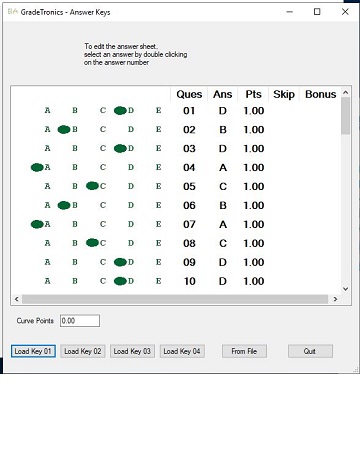 GradeTronics - Answer Keys
To edit the answer sheet,
select an answer by double clicking
on the answer number
Ques Ans Pts Skip Bonus
A B C D E 01 D 1.00
A B C D E 02 B 1.00
A B C D E 03 D 1.00
A B C D E 04 A 1.00
A B C D E 05 C 1.00
A B C D E 06 B 1.00
A B C D E 07 A 1.00
A B C D E 08 C 1.00
A B C D E 09 D 1.00
A B C D E 10 D 1.00
Curve Points 0.00
Load Key 01 Load Key 02 Load Key 03 Load Key 04 From File Quit